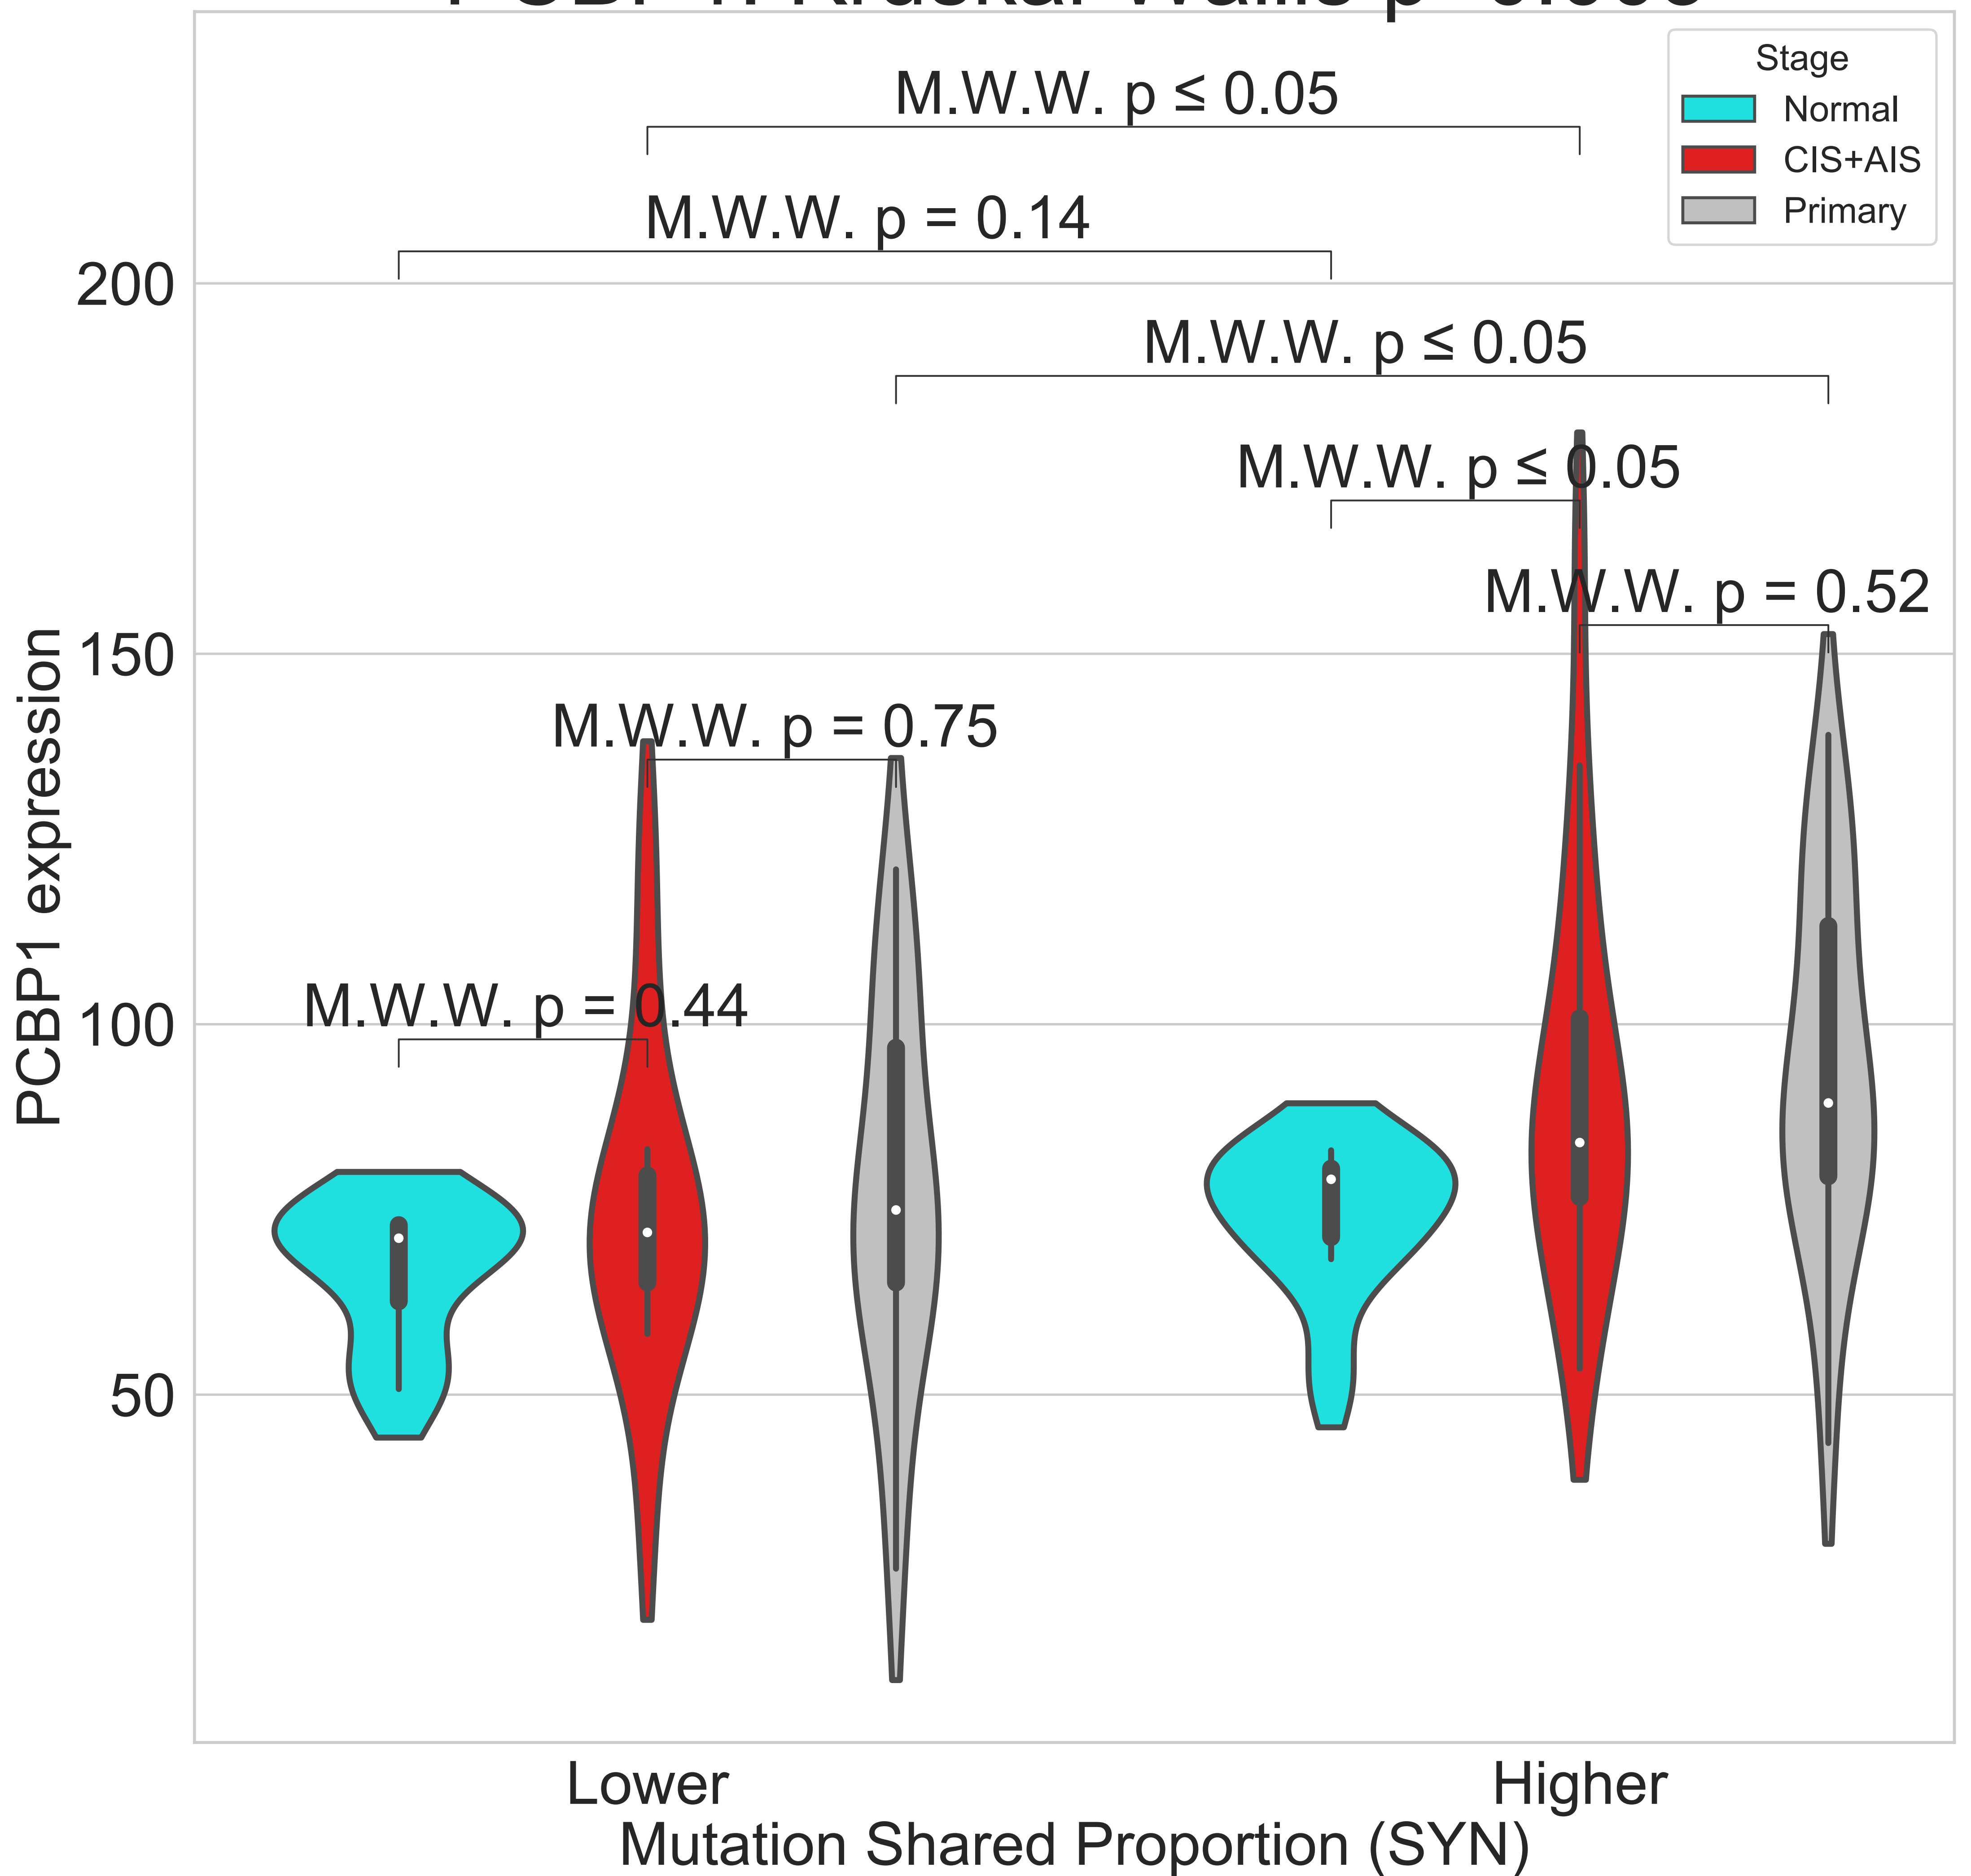 Stage
Normal
CIS+AIS
Primary
M.W.W. p ≤ 0.05
M.W.W. p = 0.14
200
M.W.W. p ≤ 0.05
M.W.W. p ≤ 0.05
M.W.W. p = 0.52
150
M.W.W. p = 0.75
M.W.W. p = 0.44
100
50
PCBP1 expression
Lower
Higher
Mutation Shared Proportion (SYN)